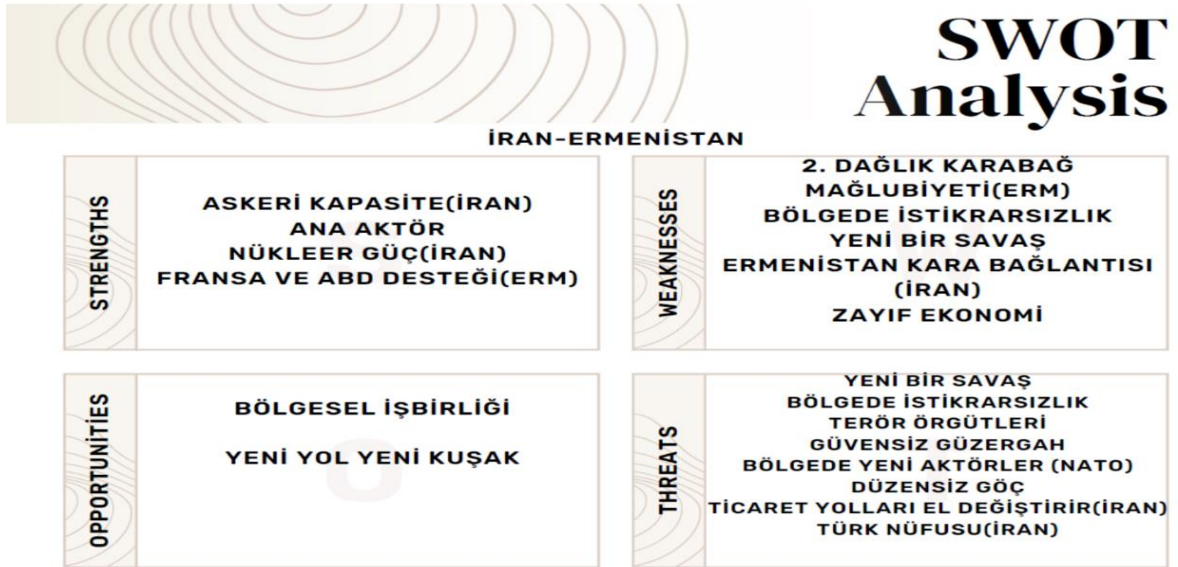 SWOT
Analysis
İRAN-ERMENİSTAN
STRENGTHS
ASKERİ KAPASİTE(İRAN)
ANA AKTÖR
NÜKLEER GÜÇ(İRAN)
FRANSA VE ABD DESTEĞİ(ERM)
WEAKNESSES
2. DAĞLIK KARABAĞ
MAĞLUBİYETİ(ERM)
BÖLGEDE İSTİKRARSIZLIK
YENİ BİR SAVAŞ
ERMENİSTAN KARA BAĞLANTISI
(İRAN)
ZAYIF EKONOMİ
OPPORTUNİTİES
BÖLGESEL İŞBİRLİĞİ
YENİ YOL YENİ KUŞAK
THREATS
YENİ BİR SAVAŞ
BÖLGEDE İSTİKRARSIZLIK
TERÖR ÖRGÜTLERİ
GÜVENSİZ GÜZERGAH
BÖLGEDE YENİ AKTÖRLER (NATO)
DÜZENSİZ GÖÇ
TİCARET YOLLARI EL DEĞİŞTİRİR(İRAN)
TÜRK NÜFUSU(İRAN)